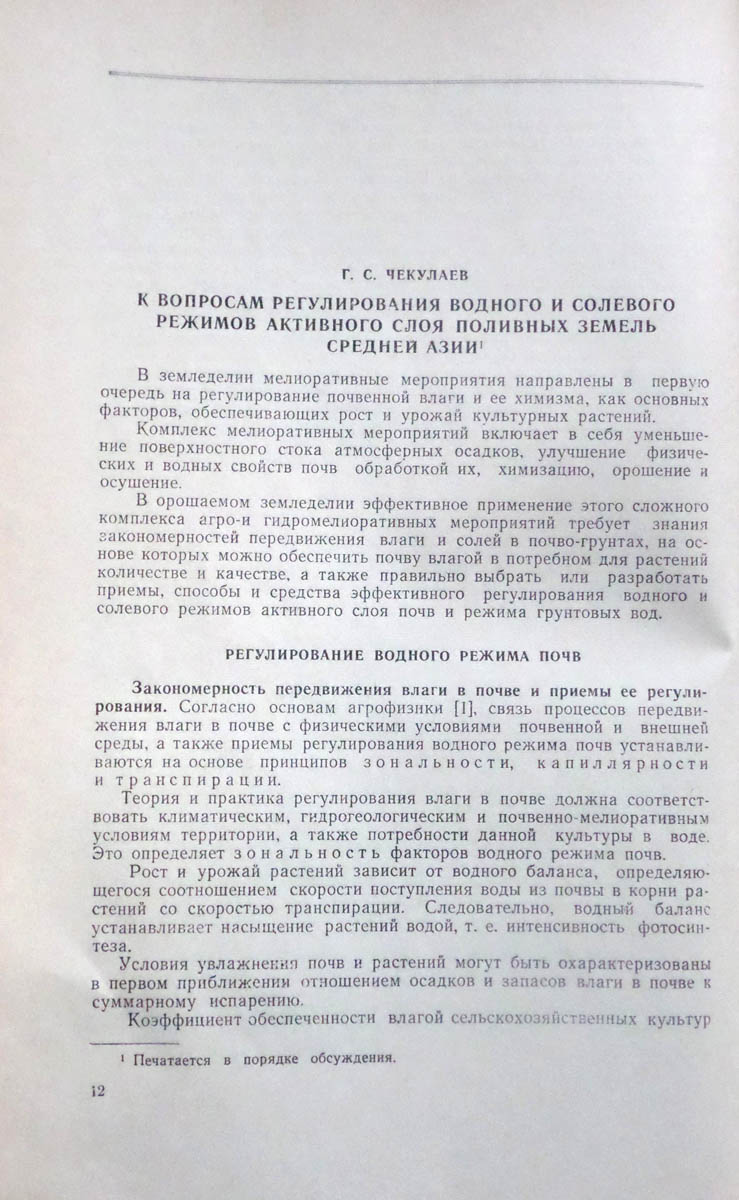 Г. С. ЧЕКУЛАЕВ
К ВОПРОСАМ РЕГУЛИРОВАНИЯ ВОДНОГО И СОЛЕВОГО
РЕЖИМОВ АКТИВНОГО СЛОЯ ПОЛИВНЫХ ЗЕМЕЛЬ
СРЕДНЕЙ АЗИИ¹
В земледелии мелиоративные мероприятия направлены в первую
очередь на регулирование почвенной влаги и ее химизма, как основных
факторов, обеспечивающих рост и урожай культурных растений.
Комплекс мелиоративных мероприятий включает в себя уменьше-
ние поверхностного стока атмосферных осадков, улучшение физиче-
ских и водных свойств почв обработкой их, химизацию, орошение и
осушение.
В орошаемом земледелии эффективное применение этого сложного
комплекса агро-и гидромелиоративных мероприятий требует знания
закономерностей передвижения влаги и солей в почво-грунтах, на ос-
нове которых можно обеспечить почву влагой в потребном для растений
количестве и качестве, а также правильно выбрать или разработать
приемы, способы и средства эффективного регулирования водного и
солевого режимов активного слоя почв и режима грунтовых вод.
РЕГУЛИРОВАНИЕ ВОДНОГО РЕЖИМА ПОЧВ
Закономерность передвижения влаги в почве и приемы ее регули-
рования. Согласно основам агрофизики [1], связь процессов передви-
жения влаги в почве с физическими условиями почвенной и внешней
среды, а также приемы регулирования водного режима почв устанавли-
ваются на основе принципов зональности, капиллярности
и транспирации.
Теория и практика регулирования влаги в почве должна соответст-
вовать климатическим, гидрогеологическим и почвенно-мелиоративным
условиям территории, а также потребности данной культуры в воде.
Это определяет зональность факторов водного режима почв.
Рост и урожай растений зависит от водного баланса, определяю-
щегося соотношением скорости поступления воды из почвы в корни ра-
стений со скоростью транспирации. Следовательно, водный баланс
устанавливает насыщение растений водой, т. е. интенсивность фотосин-
теза.
Условия увлажнения почв и растений могут быть охарактеризованы
в первом приближении отношением осадков и запасов влаги в почве к
суммарному испарению.
Коэффициент обеспеченности влагой сельскохозяйственных культур
¹ Печатается в порядке обсуждения.
12